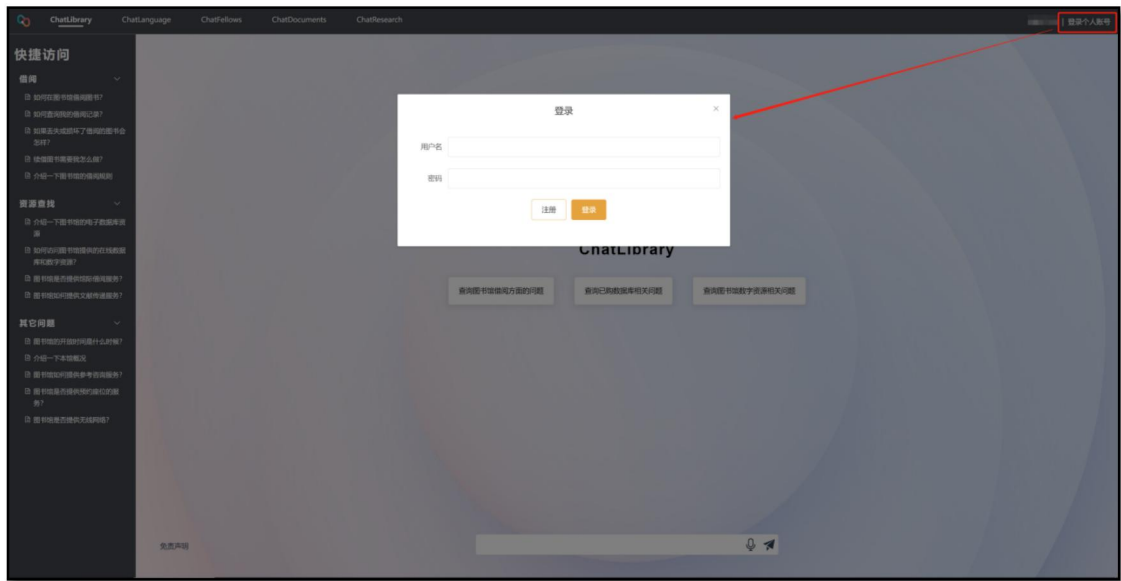 ChatLibrary
ChatLanguage
ChatFellows
ChatDocuments
ChatResearch
登录个人账号
快捷访问
借阅
如何在图书馆借阅图书?
如何查询我的借阅记录?
如果丢失或损坏了借阅的图书会
怎样?
续借图书需要我怎么做?
介绍一下图书馆的借阅规则
资源查找
介绍一下图书馆的电子数据库资
源
如何访问图书馆提供的在线数据
库和数字资源?
图书馆是否提供馆际借阅服务?
图书馆如何提供文献传递服务?
其它问题
图书馆的开放时间是什么时候?
介绍一下本馆概况
图书馆如何提供参考咨询服务?
图书馆是否提供预约座位的服
务?
图书馆是否提供无线网络?
登录
用户名
密码
注册
登录
ChatLibrary
查询图书馆借阅方面的问题
查询已购数据库相关问题
查询图书馆数字资源相关问题
免责声明